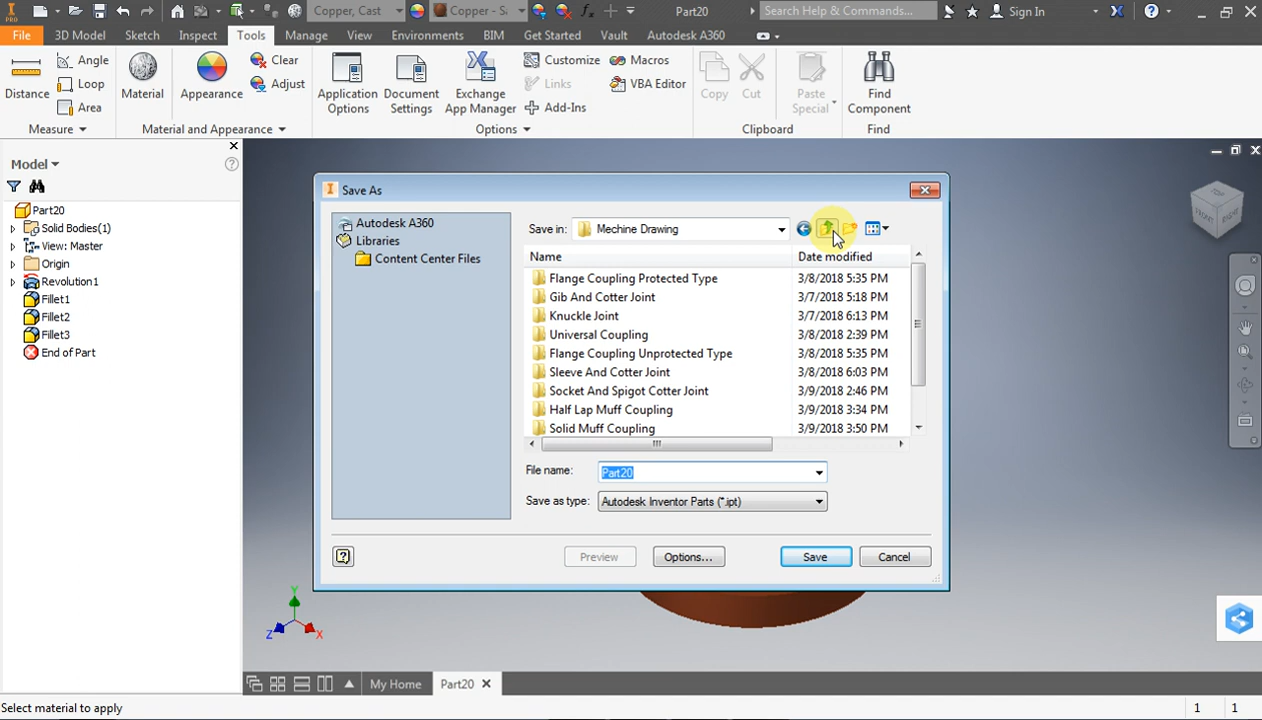 PRO
Copper, Cast
Copper - Sa
Part20
Search Help & Commands...
Sign In
File
3D Model
Sketch
Inspect
Tools
Manage
View
Environments
BIM
Get Started
Vault
Autodesk A360
Distance
Angle
Loop
Area
Material
Appearance
Clear
Adjust
Application Options
Document Settings
Exchange App Manager
Customize
Links
Add-Ins
Macros
VBA Editor
Copy
Cut
Paste Special
Find Component
Measure
Material and Appearance
Options
Clipboard
Find
Model
Part20
Solid Bodies(1)
View: Master
Origin
Revolution1
Fillet1
Fillet2
Fillet3
End of Part
Save As
Autodesk A360
Libraries
Content Center Files
Save in: Mechine Drawing
Name Date modified
Flange Coupling Protected Type 3/8/2018 5:35 PM
Gib And Cotter Joint 3/7/2018 5:18 PM
Knuckle Joint 3/7/2018 6:13 PM
Universal Coupling 3/8/2018 2:39 PM
Flange Coupling Unprotected Type 3/8/2018 5:35 PM
Sleeve And Cotter Joint 3/8/2018 6:03 PM
Socket And Spigot Cotter Joint 3/9/2018 2:46 PM
Half Lap Muff Coupling 3/9/2018 3:34 PM
Solid Muff Coupling 3/9/2018 3:50 PM
File name: Part20
Save as type: Autodesk Inventor Parts (*.ipt)
Preview
Options...
Save
Cancel
TOP
FRONT
RIGHT
Y
Z
X
My Home
Part20
Select material to apply
1 1